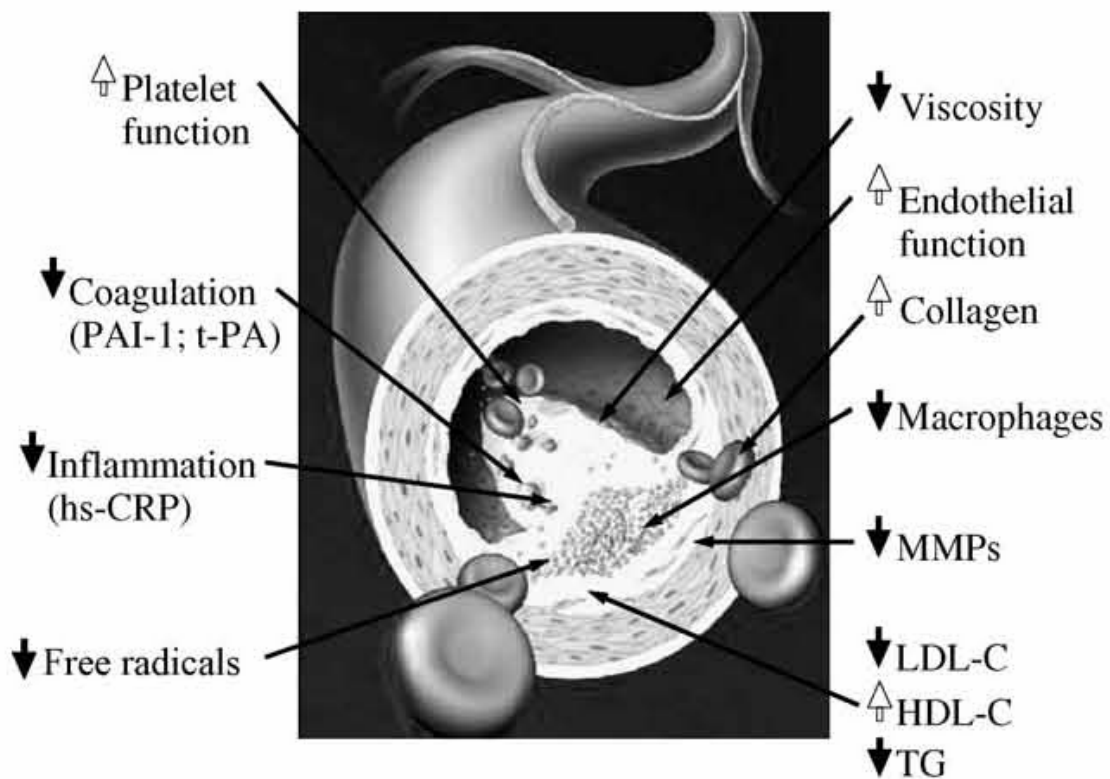 Platelet
function
Coagulation
(PAI-1; t-PA)
Inflammation
(hs-CRP)
Free radicals
Viscosity
Endothelial
function
Collagen
Macrophages
MMPs
LDL-C
HDL-C
TG